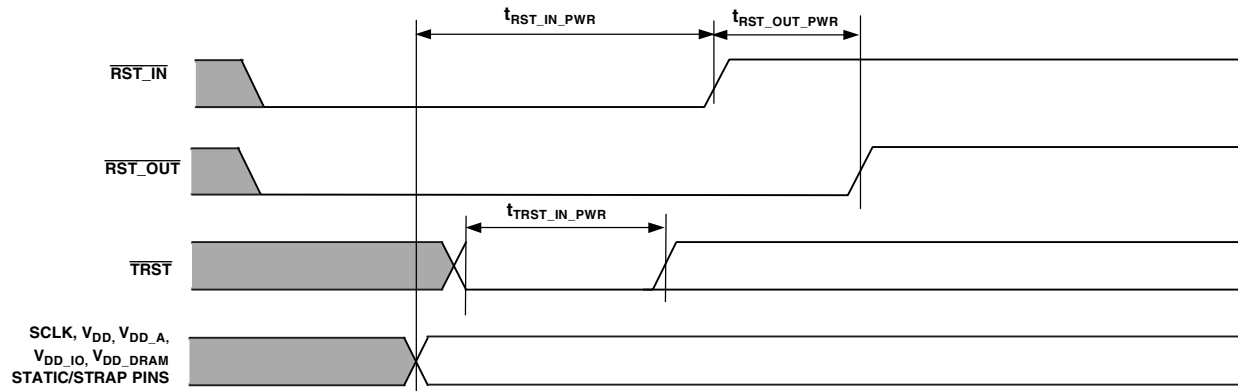 tRST_IN_PWR
tRST_OUT_PWR
RST_IN
RST_OUT
tTRST_IN_PWR
TRST
SCLK, VDD, VDD_A,
VDD_IO, VDD_DRAM
STATIC/STRAP PINS